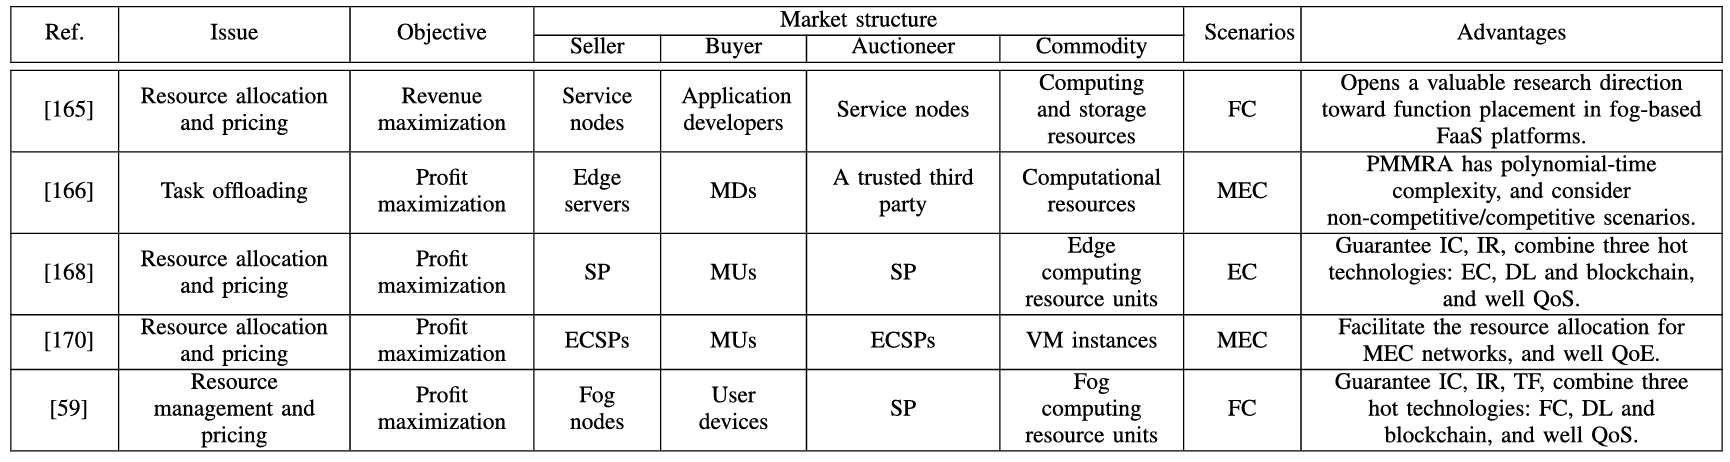 Ref. Issue Objective Market structure Scenarios Advantages
Seller Buyer Auctioneer Commodity
[165]
Resource allocation
and pricing
Revenue
maximization
Service
nodes
Application
developers
Service nodes
Computing
and storage
resources
FC
Opens a valuable research direction
toward function placement in fog-based
FaaS platforms.
[166]
Task offloading
Profit
maximization
Edge
servers
MDs
A trusted third
party
Computational
resources
MEC
PMMRA has polynomial-time
complexity, and consider
non-competitive/competitive scenarios.
[168]
Resource allocation
and pricing
Profit
maximization
SP
MUs
SP
Edge
computing
resource units
EC
Guarantee IC, IR, combine three hot
technologies: EC, DL and blockchain,
and well QoS.
[170]
Resource allocation
and pricing
Profit
maximization
ECSPs
MUs
ECSPs
VM instances
MEC
Facilitate the resource allocation for
MEC networks, and well QoE.
[59]
Resource
management and
pricing
Profit
maximization
Fog
nodes
User
devices
SP
Fog
computing
resource units
FC
Guarantee IC, IR, TF, combine three
hot technologies: FC, DL and
blockchain, and well QoS.